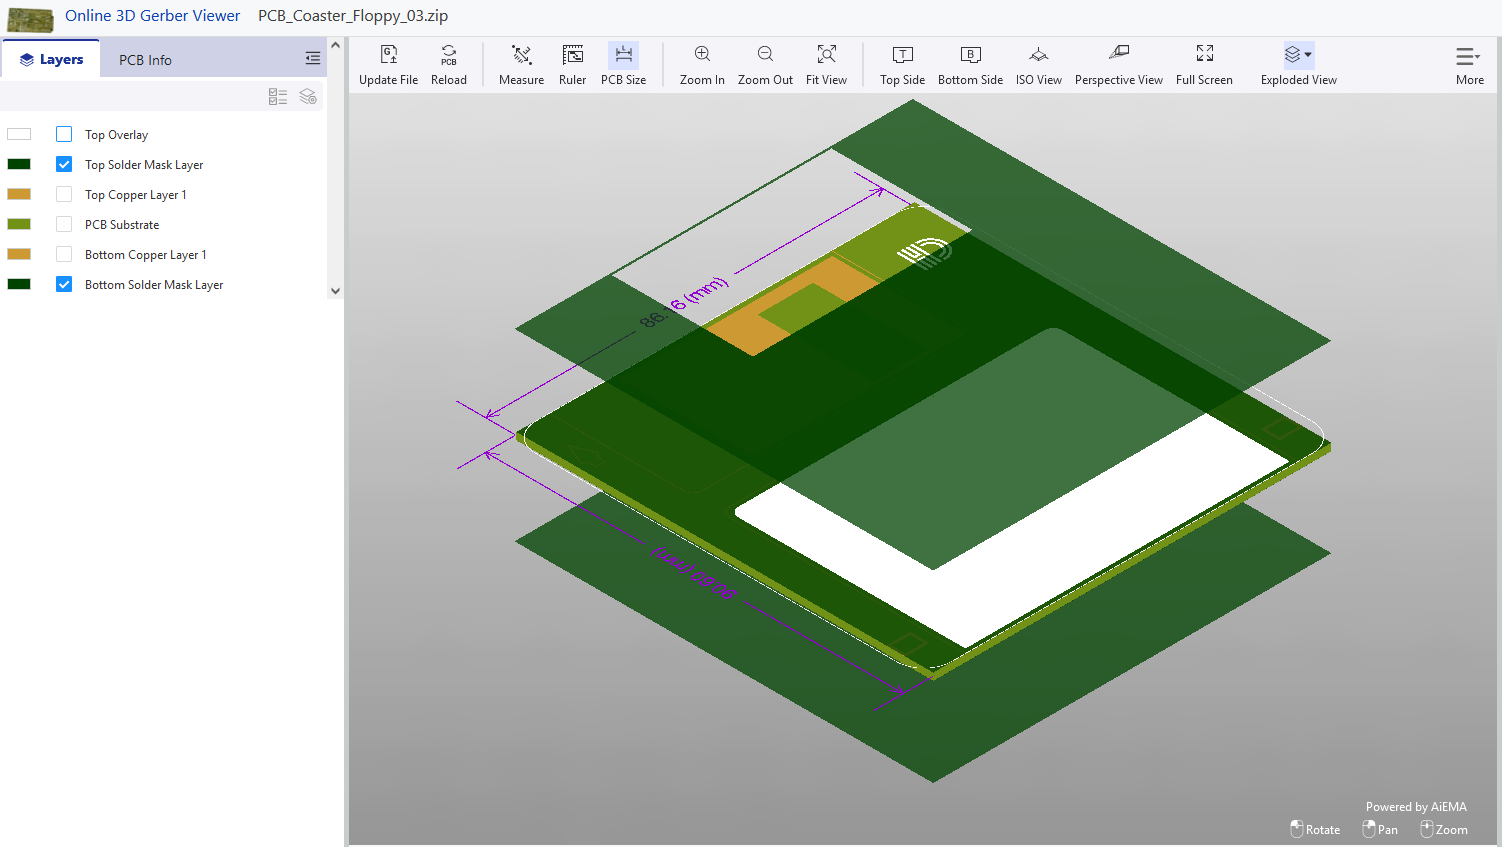 Online 3D Gerber Viewer PCB_Coaster_Floppy_03.zip
Layers PCB Info
Update File Reload Measure Ruler PCB Size Zoom In Zoom Out Fit View Top Side Bottom Side ISO View Perspective View Full Screen Exploded View More
Top Overlay
Top Solder Mask Layer
Top Copper Layer 1
PCB Substrate
Bottom Copper Layer 1
Bottom Solder Mask Layer
86.16 (mm)
Powered by AiEMA
Rotate Pan Zoom